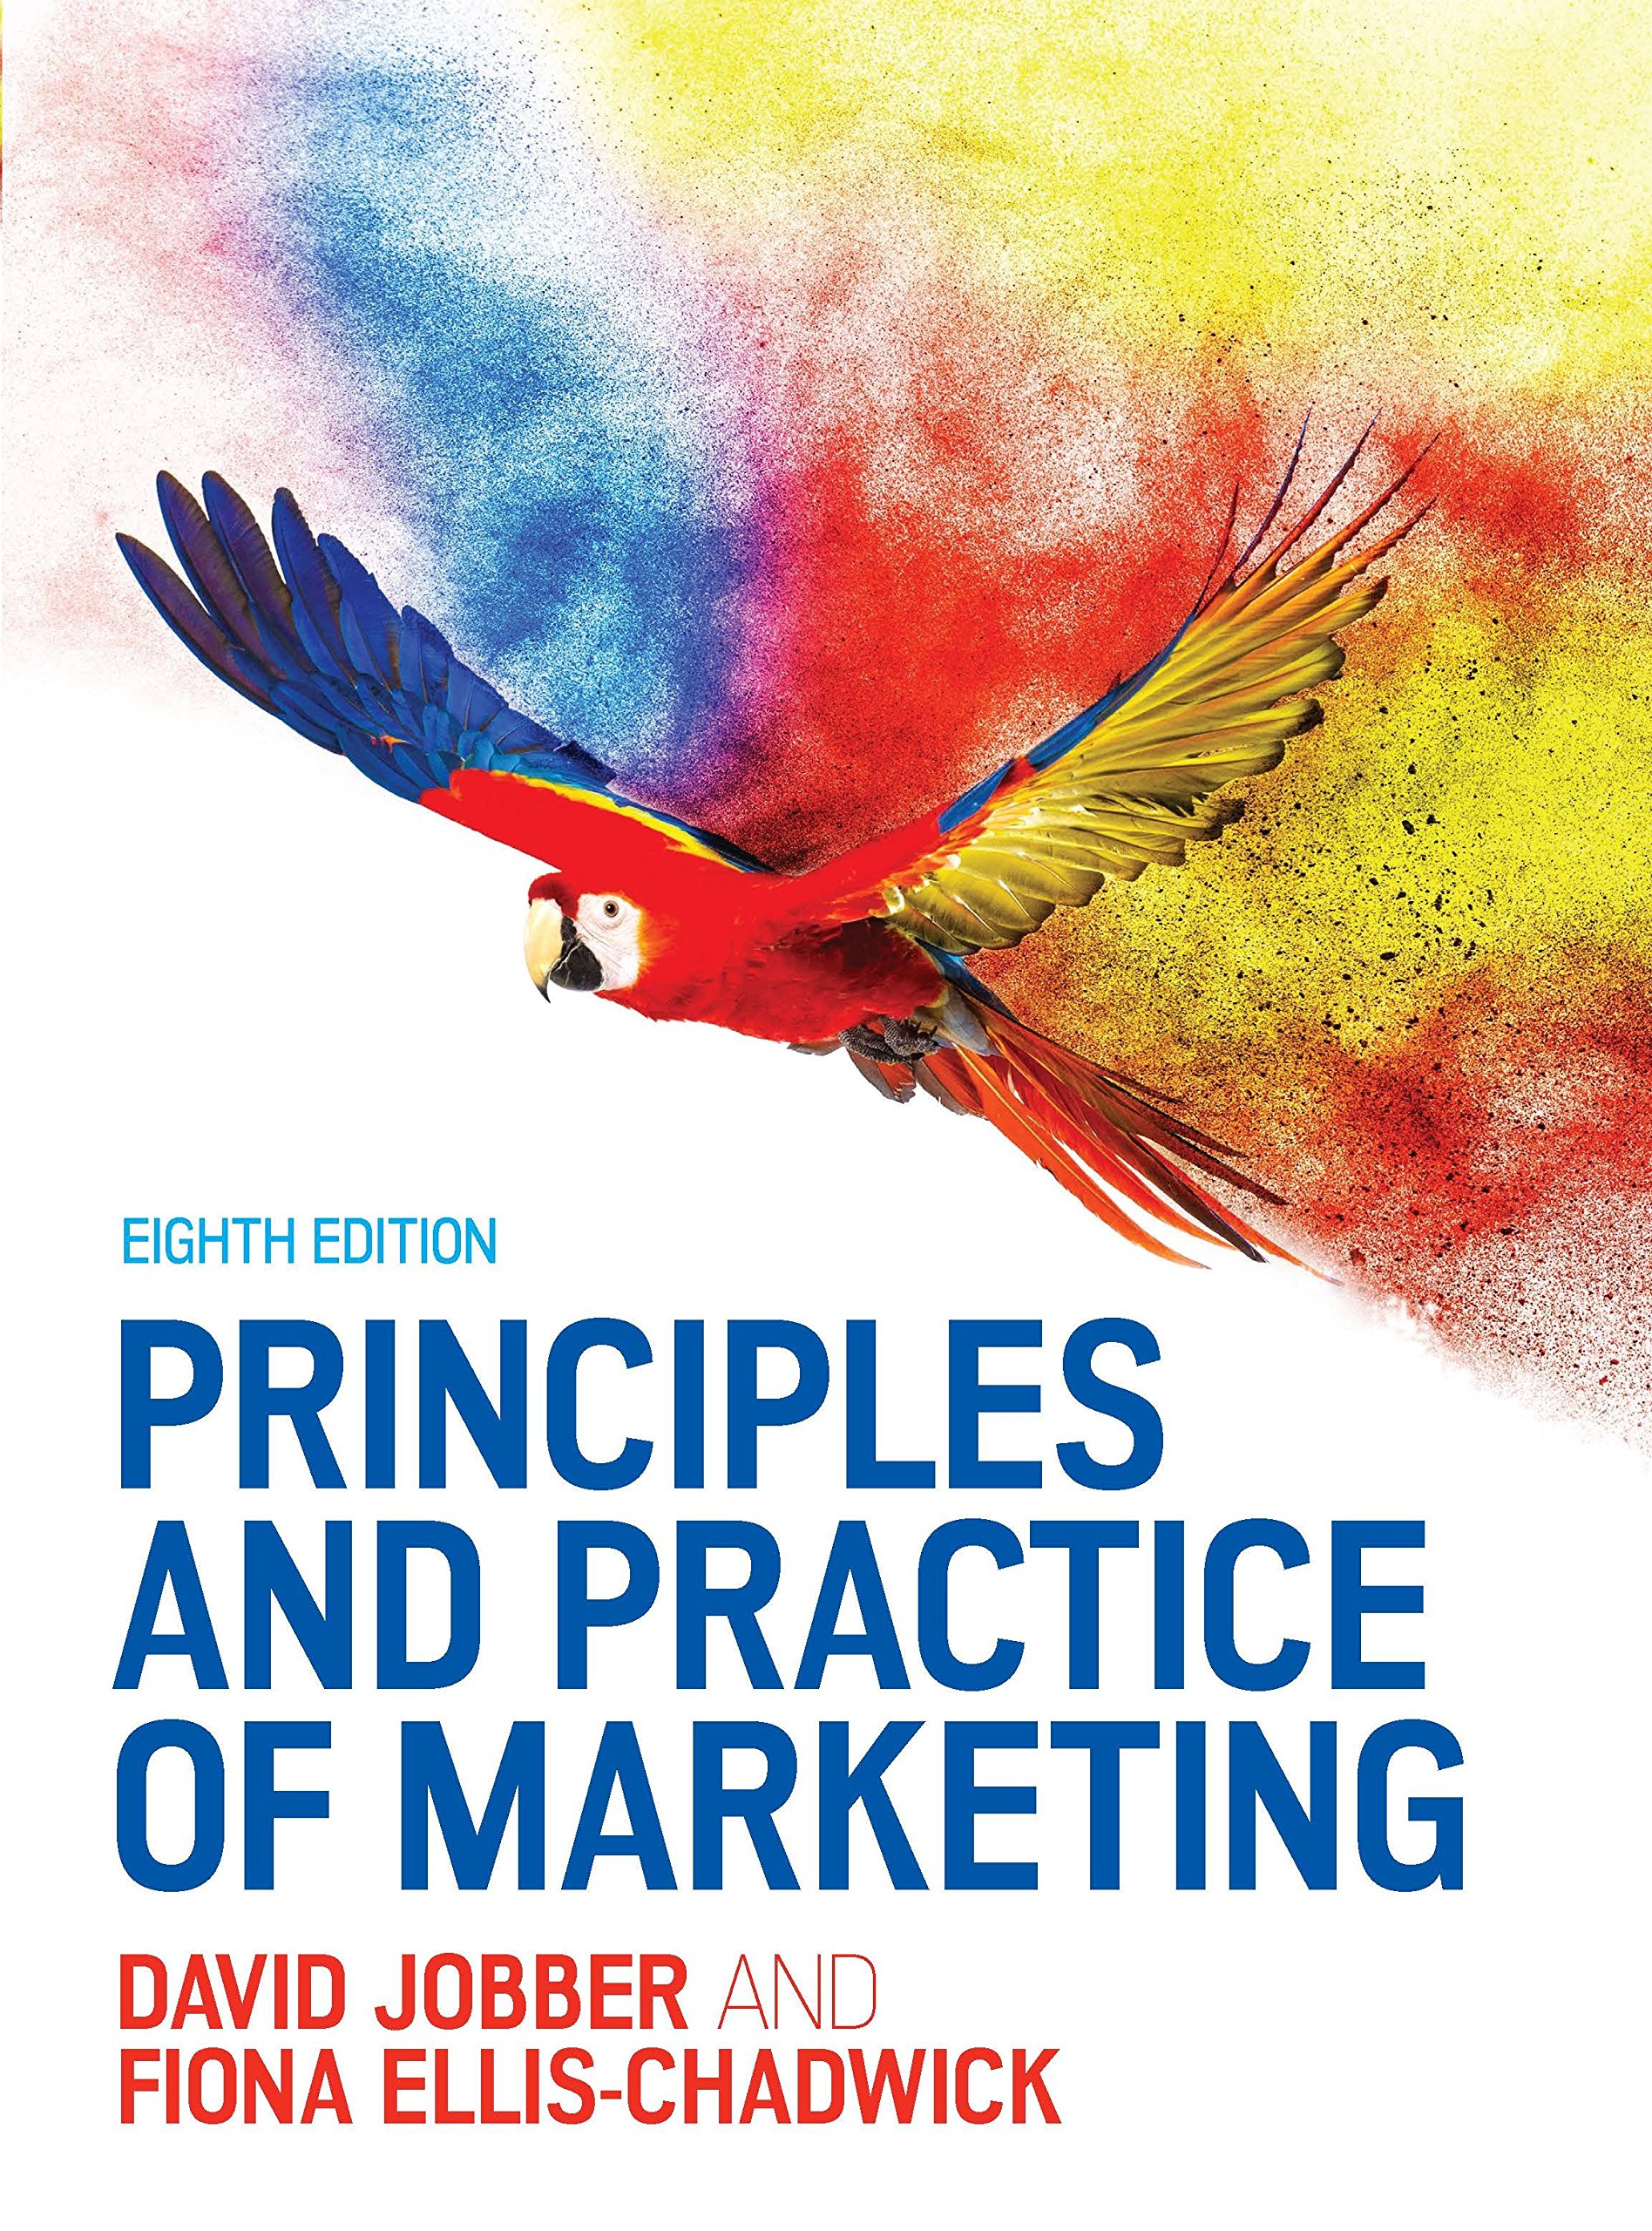 EIGHTH EDITION
PRINCIPLES
AND PRACTICE
OF MARKETING
DAVID JOBBER AND
FIONA ELLIS-CHADWICK